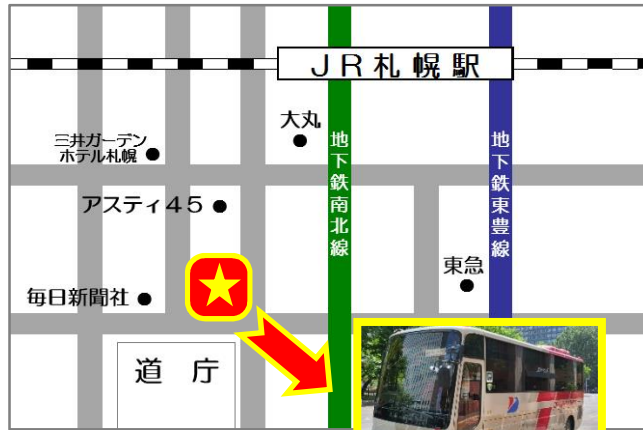 JR札幌駅
大丸
三井ガーデン
ホテル札幌
地下鉄南北線
地下鉄東豊線
アスティ45
東急
毎日新聞社
道庁